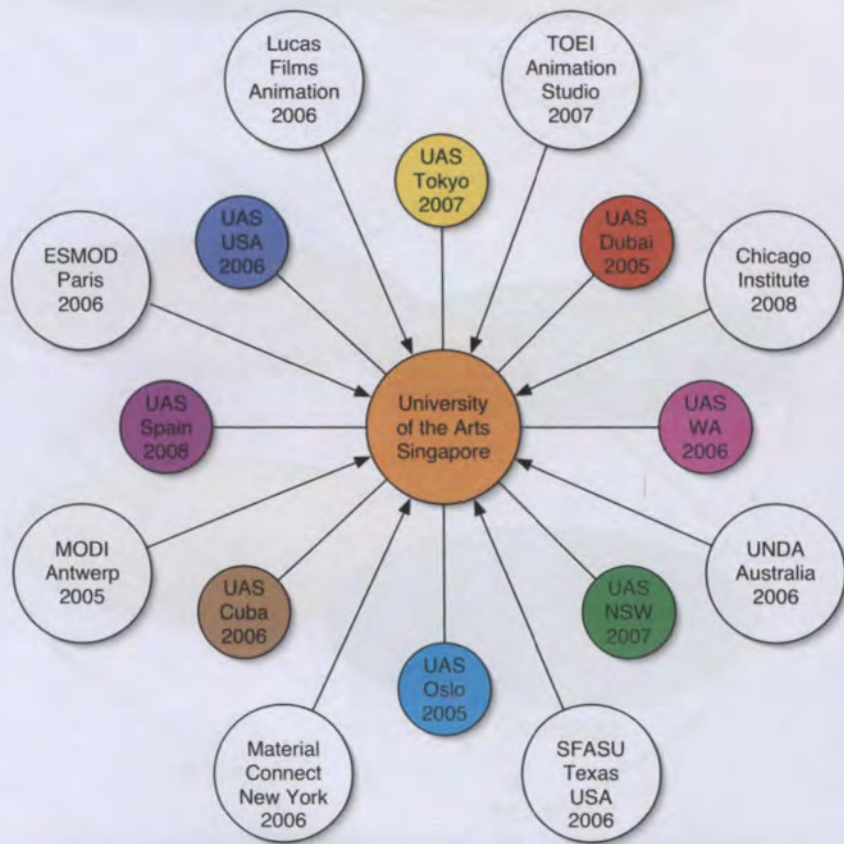 Lucas
Films
Animation
2006
TOEI
Animation
Studio
2007
UAS
Tokyo
2007
UAS
USA
2006
UAS
Dubai
2005
ESMOD
Paris
2006
Chicago
Institute
2008
UAS
Spain
2008
University
of the Arts
Singapore
UAS
WA
2006
MODI
Antwerp
2005
UNDA
Australia
2006
UAS
Cuba
2006
UAS
NSW
2007
UAS
Oslo
2005
Material
Connect
New York
2006
SFASU
Texas
USA
2006